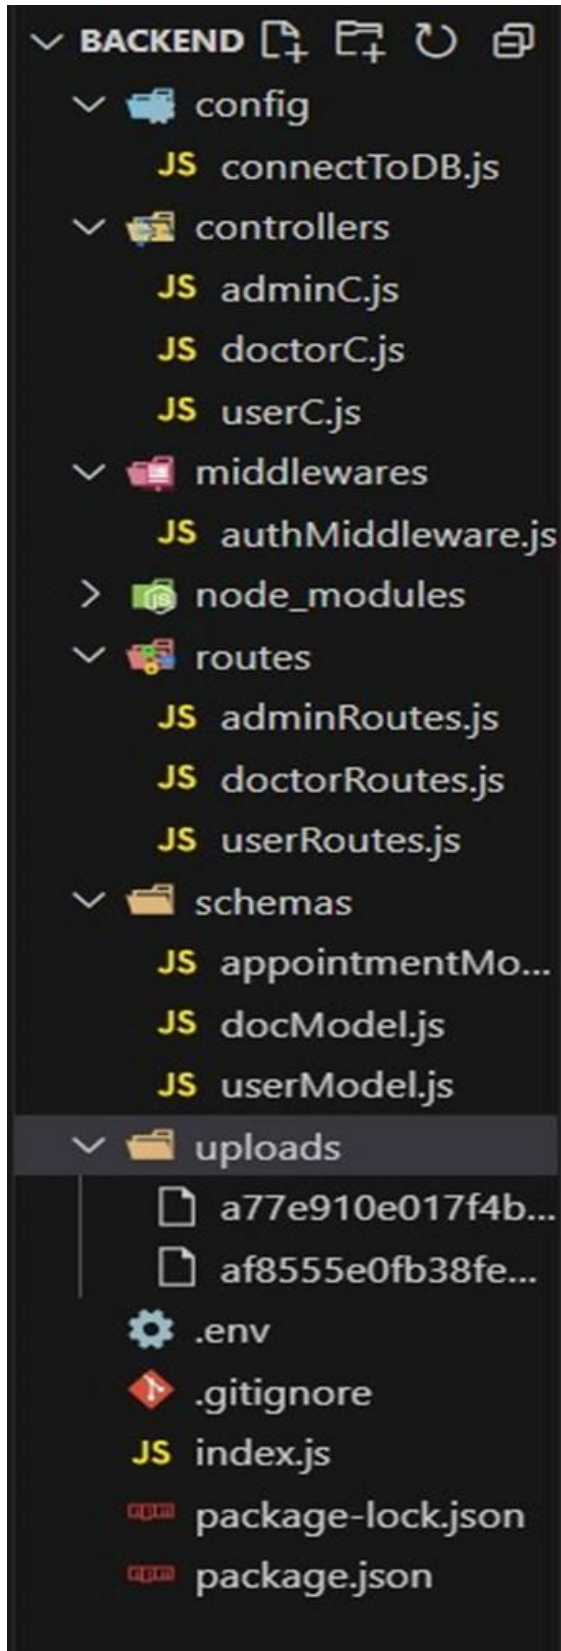 BACKEND
config
JS connectToDB.js
controllers
JS adminC.js
JS doctorC.js
JS userC.js
middlewares
JS authMiddleware.js
node_modules
routes
JS adminRoutes.js
JS doctorRoutes.js
JS userRoutes.js
schemas
JS appointmentMo...
JS docModel.js
JS userModel.js
uploads
a77e910e017f4b...
af8555e0fb38fe...
.env
.gitignore
JS index.js
package-lock.json
package.json